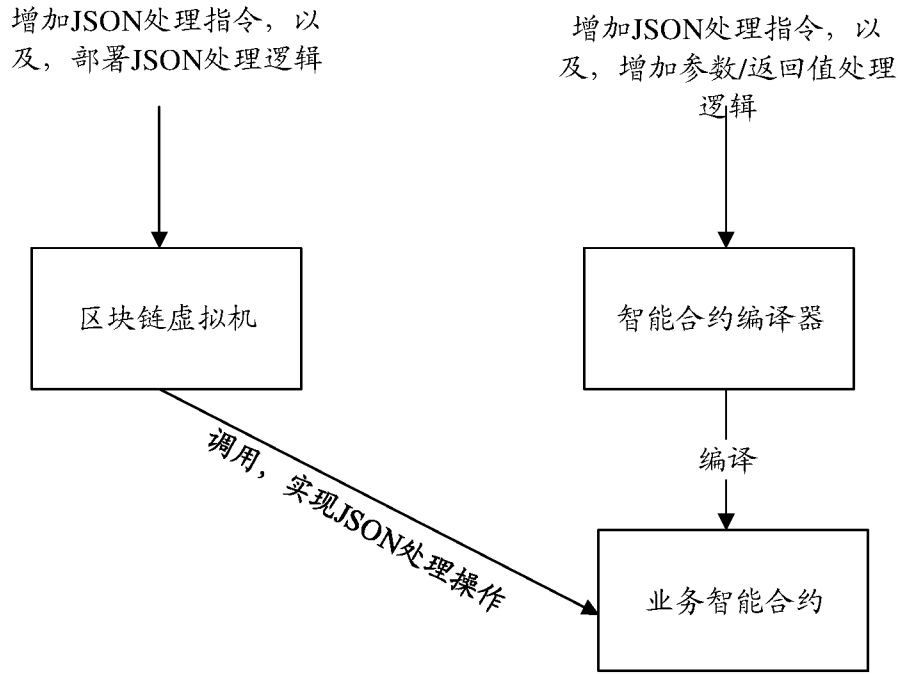 增加JSON处理指令，以
及，部署JSON处理逻辑
增加JSON处理指令，以
及，增加参数/返回值处理
逻辑
区块链虚拟机
智能合约编译器
调用，实现JSON处理操作
编译
业务智能合约